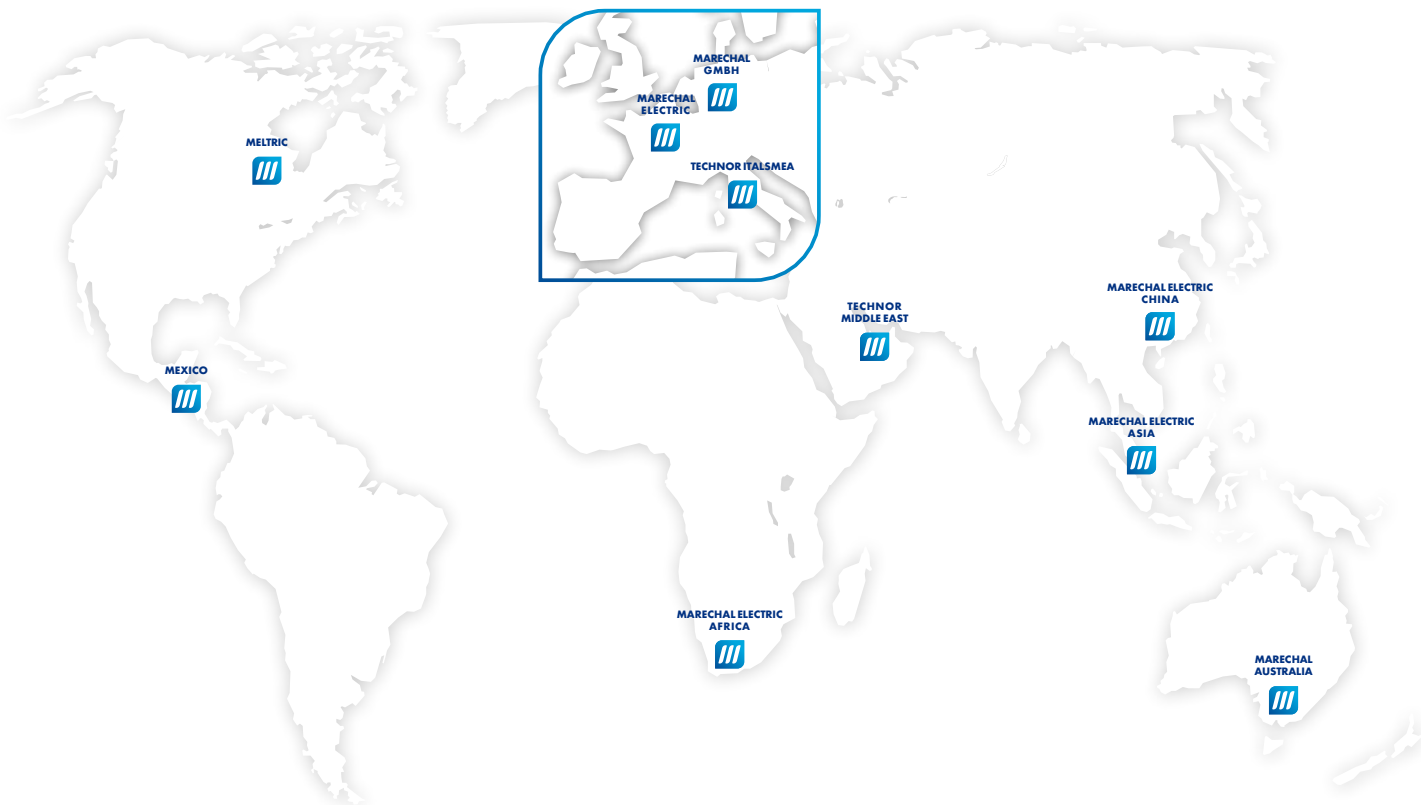 MARECHAL
GMBH
MARECHAL
ELECTRIC
MELTRIC
TECHNOR ITALSMEA
MARECHAL ELECTRIC
CHINA
TECHNOR
MIDDLE EAST
MEXICO
MARECHAL ELECTRIC
ASIA
MARECHAL ELECTRIC
AFRICA
MARECHAL
AUSTRALIA